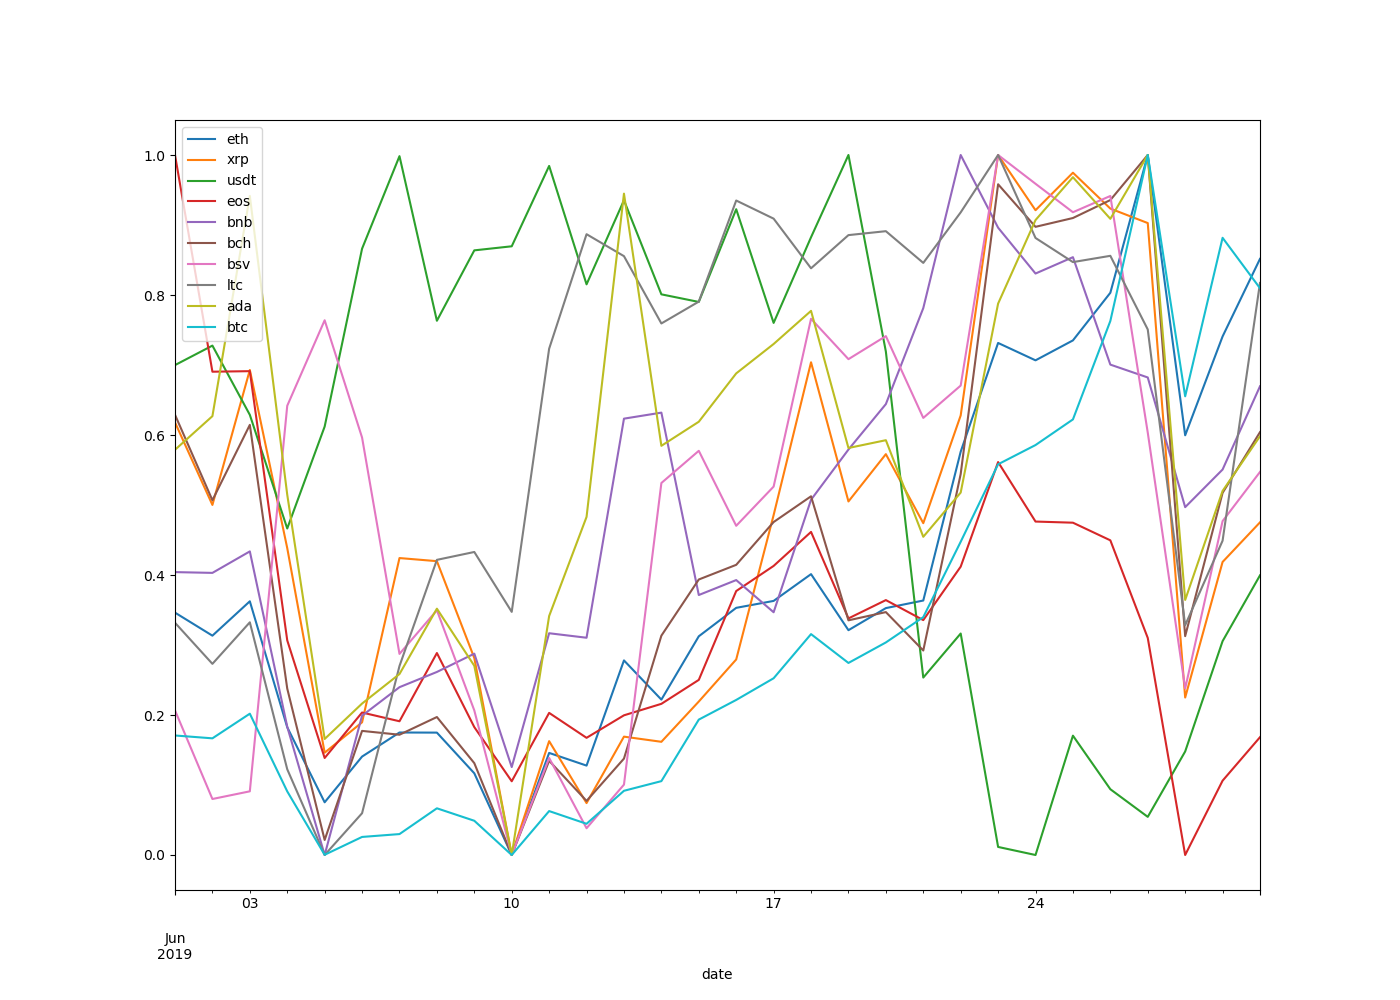 1.0
0.8
0.6
0.4
0.2
0.0
eth
xrp
usdt
eos
bnb
bch
bsv
ltc
ada
btc
03 10 17 24
Jun
2019
date